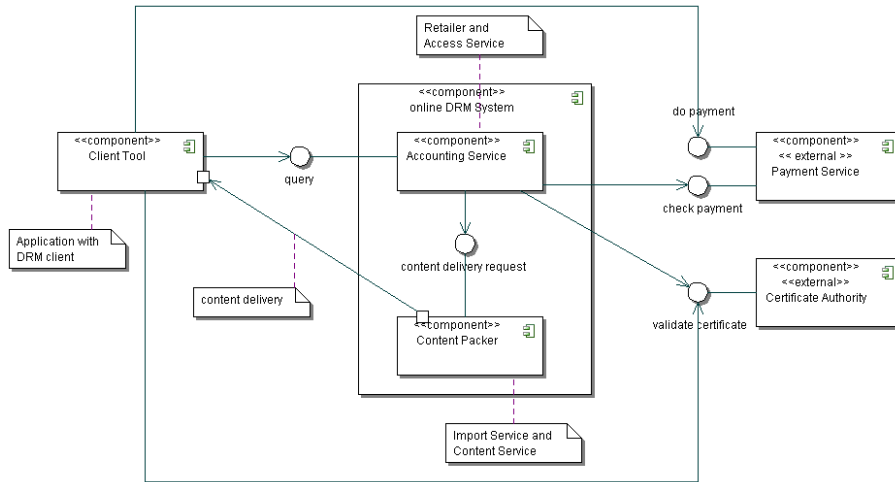 Retailer and
Access Service
<<component>>
online DRM System
do payment
<<component>>
Client Tool
query
<<component>>
Accounting Service
<<component>>
<< external >>
Payment Service
check payment
Application with
DRM client
content delivery request
content delivery
<<component>>
<<external>>
Certificate Authority
validate certificate
<<component>>
Content Packer
Import Service and
Content Service